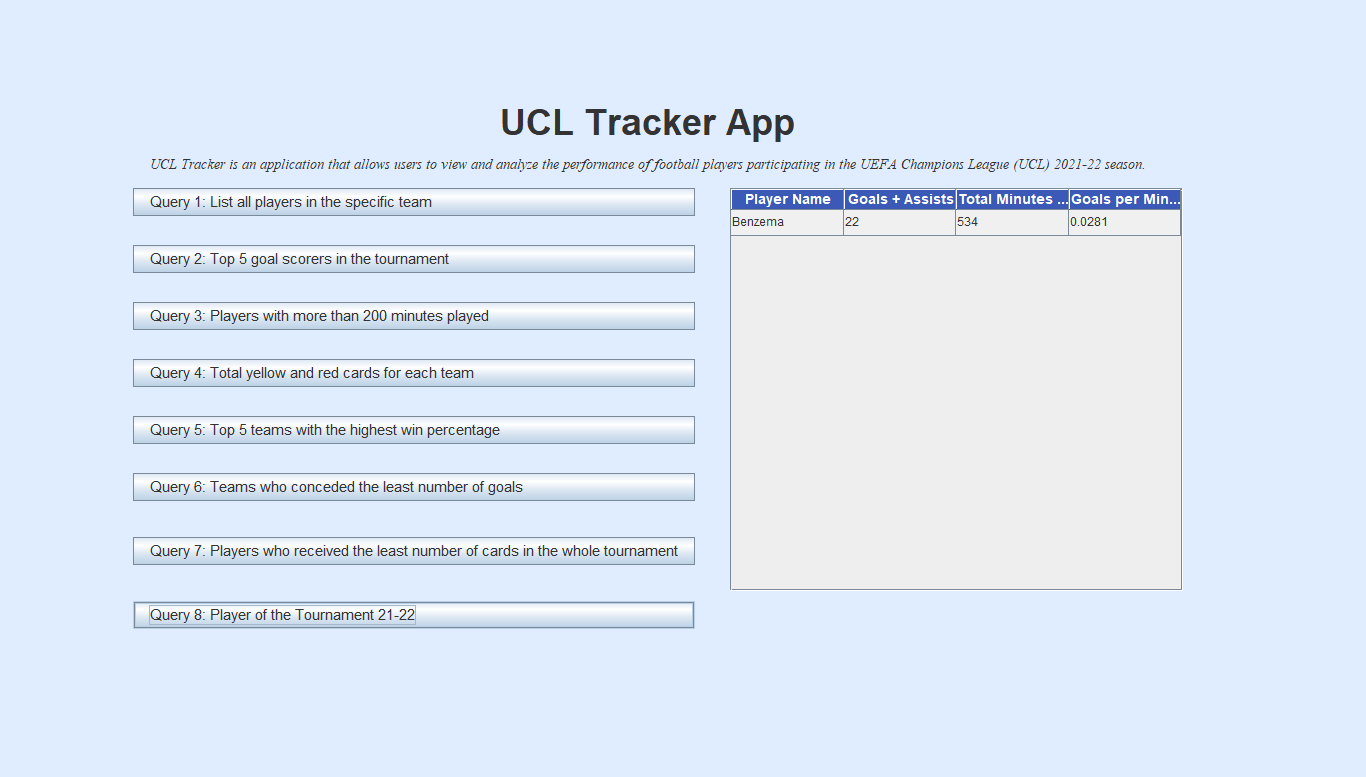 UCL Tracker App
UCL Tracker is an application that allows users to view and analyze the performance of football players participating in the UEFA Champions League (UCL) 2021-22 season.
Query 1: List all players in the specific team
Query 2: Top 5 goal scorers in the tournament
Query 3: Players with more than 200 minutes played
Query 4: Total yellow and red cards for each team
Query 5: Top 5 teams with the highest win percentage
Query 6: Teams who conceded the least number of goals
Query 7: Players who received the least number of cards in the whole tournament
Query 8: Player of the Tournament 21-22
Player Name Goals + Assists Total Minutes ... Goals per Min...
Benzema 22 534 0.0281